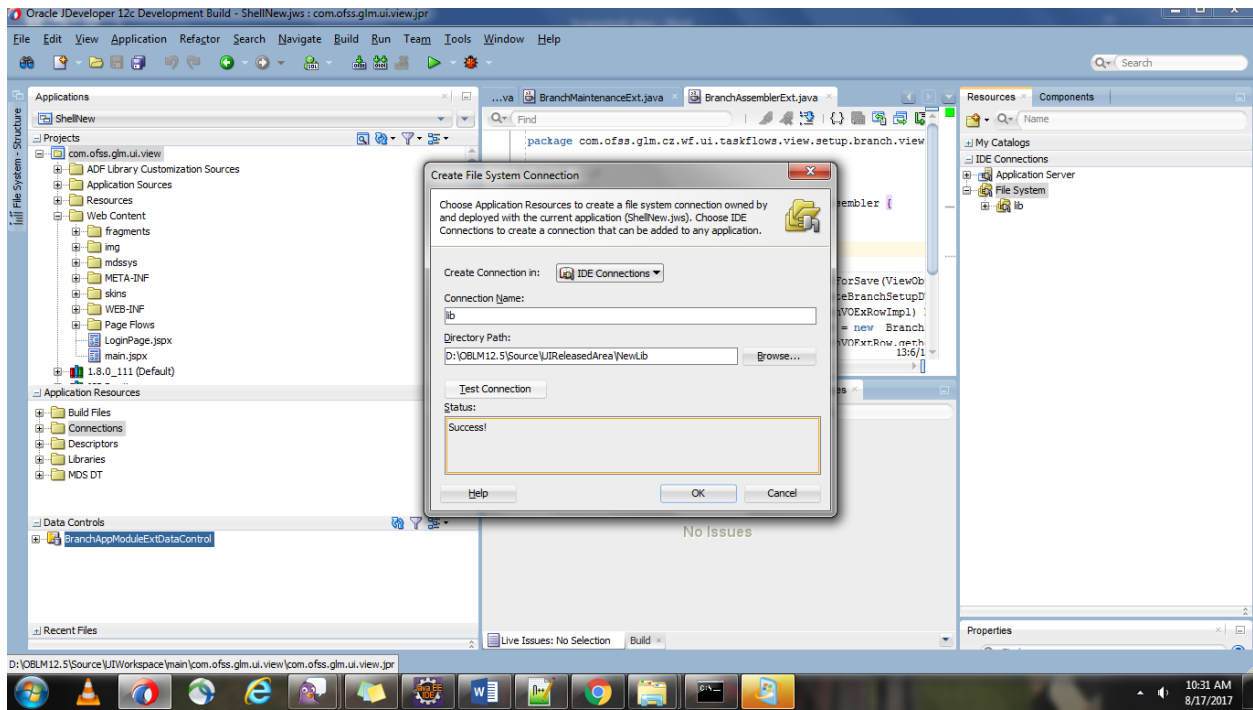 Oracle JDeveloper 12c Development Build - ShellNew.jws : com.ofss.glm.ui.view.jpr
File Edit View Application Refactor Search Navigate Build Run Team Tools Window Help
Search
Applications
ShellNew
Projects
com.ofss.glm.ui.view
ADF Library Customization Sources
Application Sources
Resources
Web Content
fragments
img
mdssys
META-INF
skins
WEB-INF
Page Flows
LoginPage.jspx
main.jspx
1.8.0_111 (Default)
Application Resources
Build Files
Connections
Descriptors
Libraries
MDS DT
Data Controls
BranchAppModuleExtDataControl
Recent Files
File System
Structure
...va BranchMaintenanceExt.java BranchAssemblerExt.java
Find
package com.ofss.glm.cz.wf.ui.taskflows.view.setup.branch.view
sembler {
ForSave(ViewOb
teBranchSetupD
nVOExRowImpl)
= new Branch
13:6/1
Create File System Connection
Choose Application Resources to create a file system connection owned by
and deployed with the current application (ShellNew.jws). Choose IDE
Connections to create a connection that can be added to any application.
Create Connection in: IDE Connections
Connection Name:
lib
Directory Path:
D:\OBLM12.5\Source\UIReleasedArea\NewLib Browse...
Test Connection
Status:
Success!
Help OK Cancel
No Issues
Live Issues: No Selection Build
Resources Components
Name
My Catalogs
IDE Connections
Application Server
File System
lib
Properties
D:\OBLM12.5\Source\UIWorkspace\main\com.ofss.glm.ui.view\com.ofss.glm.ui.view.jpr
10:31 AM
8/17/2017